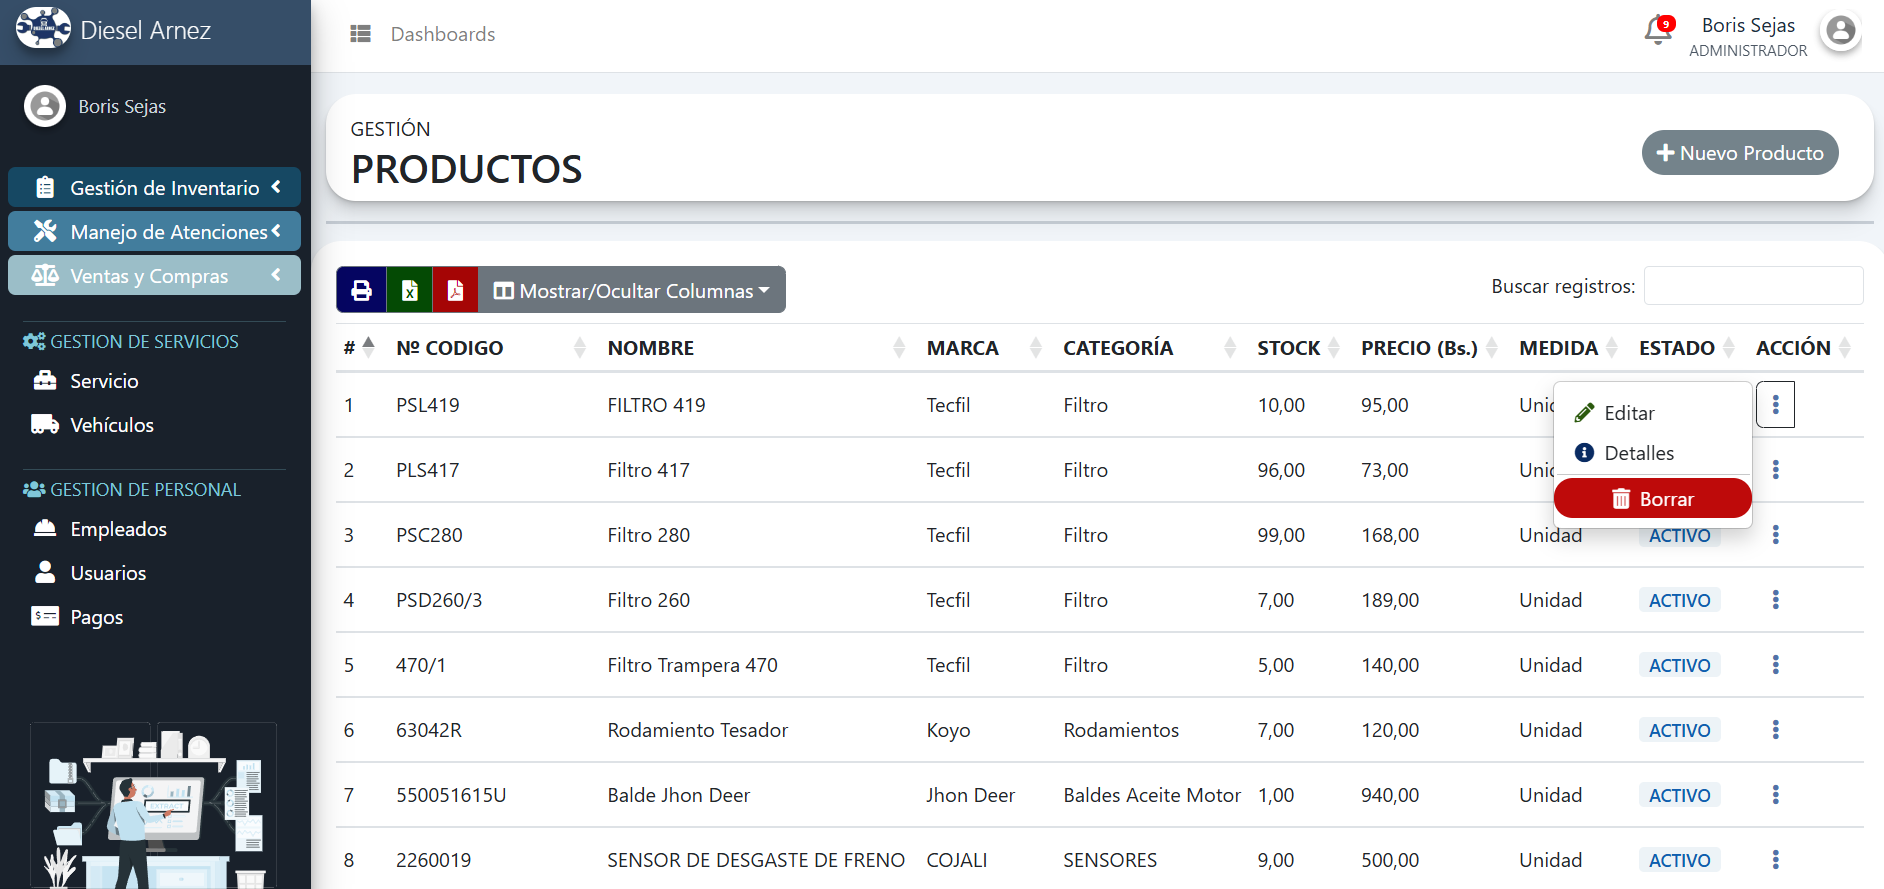 Diesel Arnez
Dashboards
9
Boris Sejas
ADMINISTRADOR
Boris Sejas
Gestión de Inventario
Manejo de Atenciones
Ventas y Compras
GESTION DE SERVICIOS
Servicio
Vehículos
GESTION DE PERSONAL
Empleados
Usuarios
Pagos
EXTRACT
GESTIÓN
PRODUCTOS
Nuevo Producto
Mostrar/Ocultar Columnas
Buscar registros:
# Nº CODIGO NOMBRE MARCA CATEGORÍA STOCK PRECIO (Bs.) MEDIDA ESTADO ACCIÓN
1 PSL419 FILTRO 419 Tecfil Filtro 10,00 95,00
2 PLS417 Filtro 417 Tecfil Filtro 96,00 73,00
Editar
Detalles
Borrar
3 PSC280 Filtro 280 Tecfil Filtro 99,00 168,00 Unidad ACTIVO
4 PSD260/3 Filtro 260 Tecfil Filtro 7,00 189,00 Unidad ACTIVO
5 470/1 Filtro Trampera 470 Tecfil Filtro 5,00 140,00 Unidad ACTIVO
6 63042R Rodamiento Tesador Koyo Rodamientos 7,00 120,00 Unidad ACTIVO
7 550051615U Balde Jhon Deer Jhon Deer Baldes Aceite Motor 1,00 940,00 Unidad ACTIVO
8 2260019 SENSOR DE DESGASTE DE FRENO COJALI SENSORES 9,00 500,00 Unidad ACTIVO